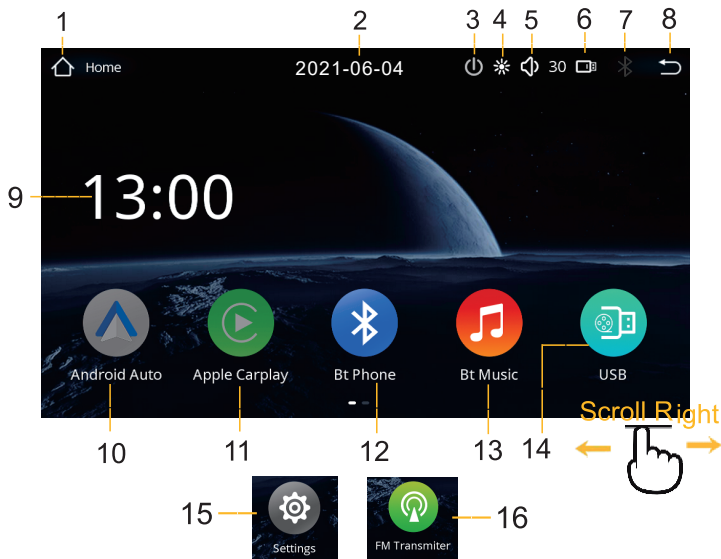 1 2 3 4 5 6 7 8
Home 2021-06-04 30
9 13:00
Android Auto Apple Carplay Bt Phone Bt Music USB
Scroll Right
10 11 12 13 14
15 16
Settings FM Transmiter